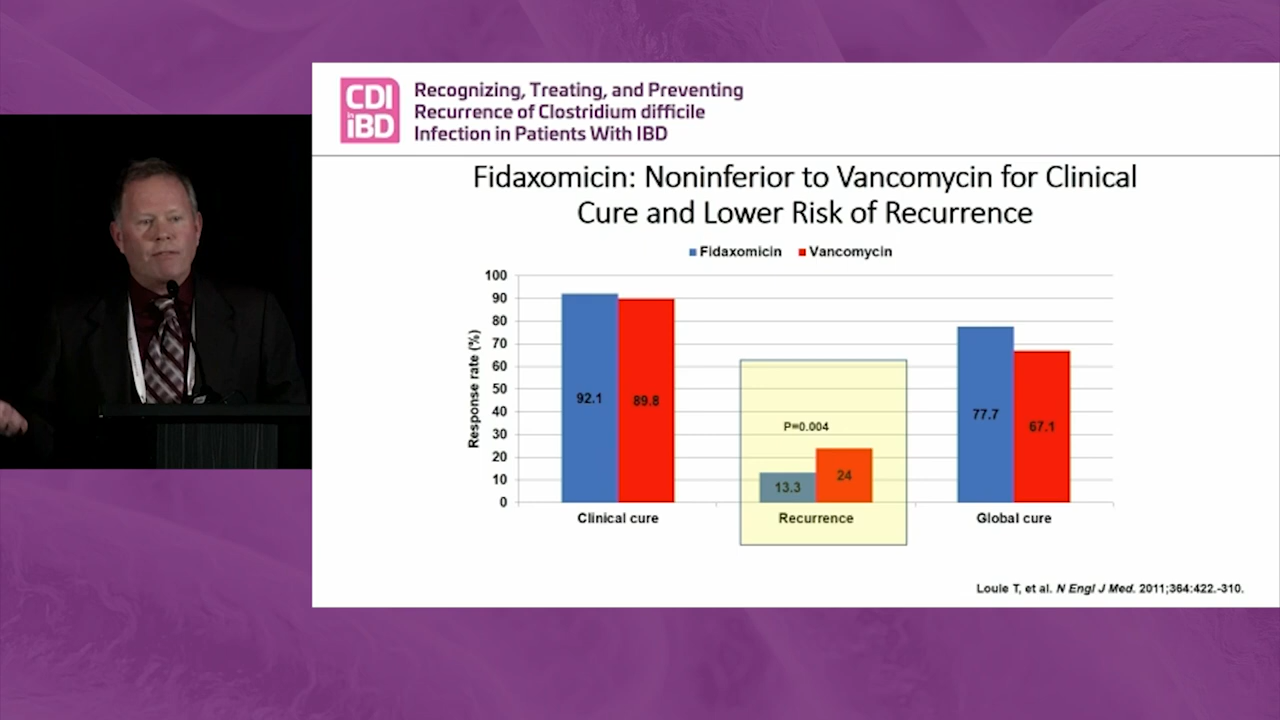 CDI
in
IBD
Recognizing, Treating, and Preventing
Recurrence of Clostridium difficile
Infection in Patients With IBD
Fidaxomicin: Noninferior to Vancomycin for Clinical
Cure and Lower Risk of Recurrence
Fidaxomicin Vancomycin
Response rate (%)
100
90
80
70
60
50
40
30
20
10
0
92.1
89.8
P=0.004
13.3
24
77.7
67.1
Clinical cure
Recurrence
Global cure
Louie T, et al. N Engl J Med. 2011;364:422.-310.